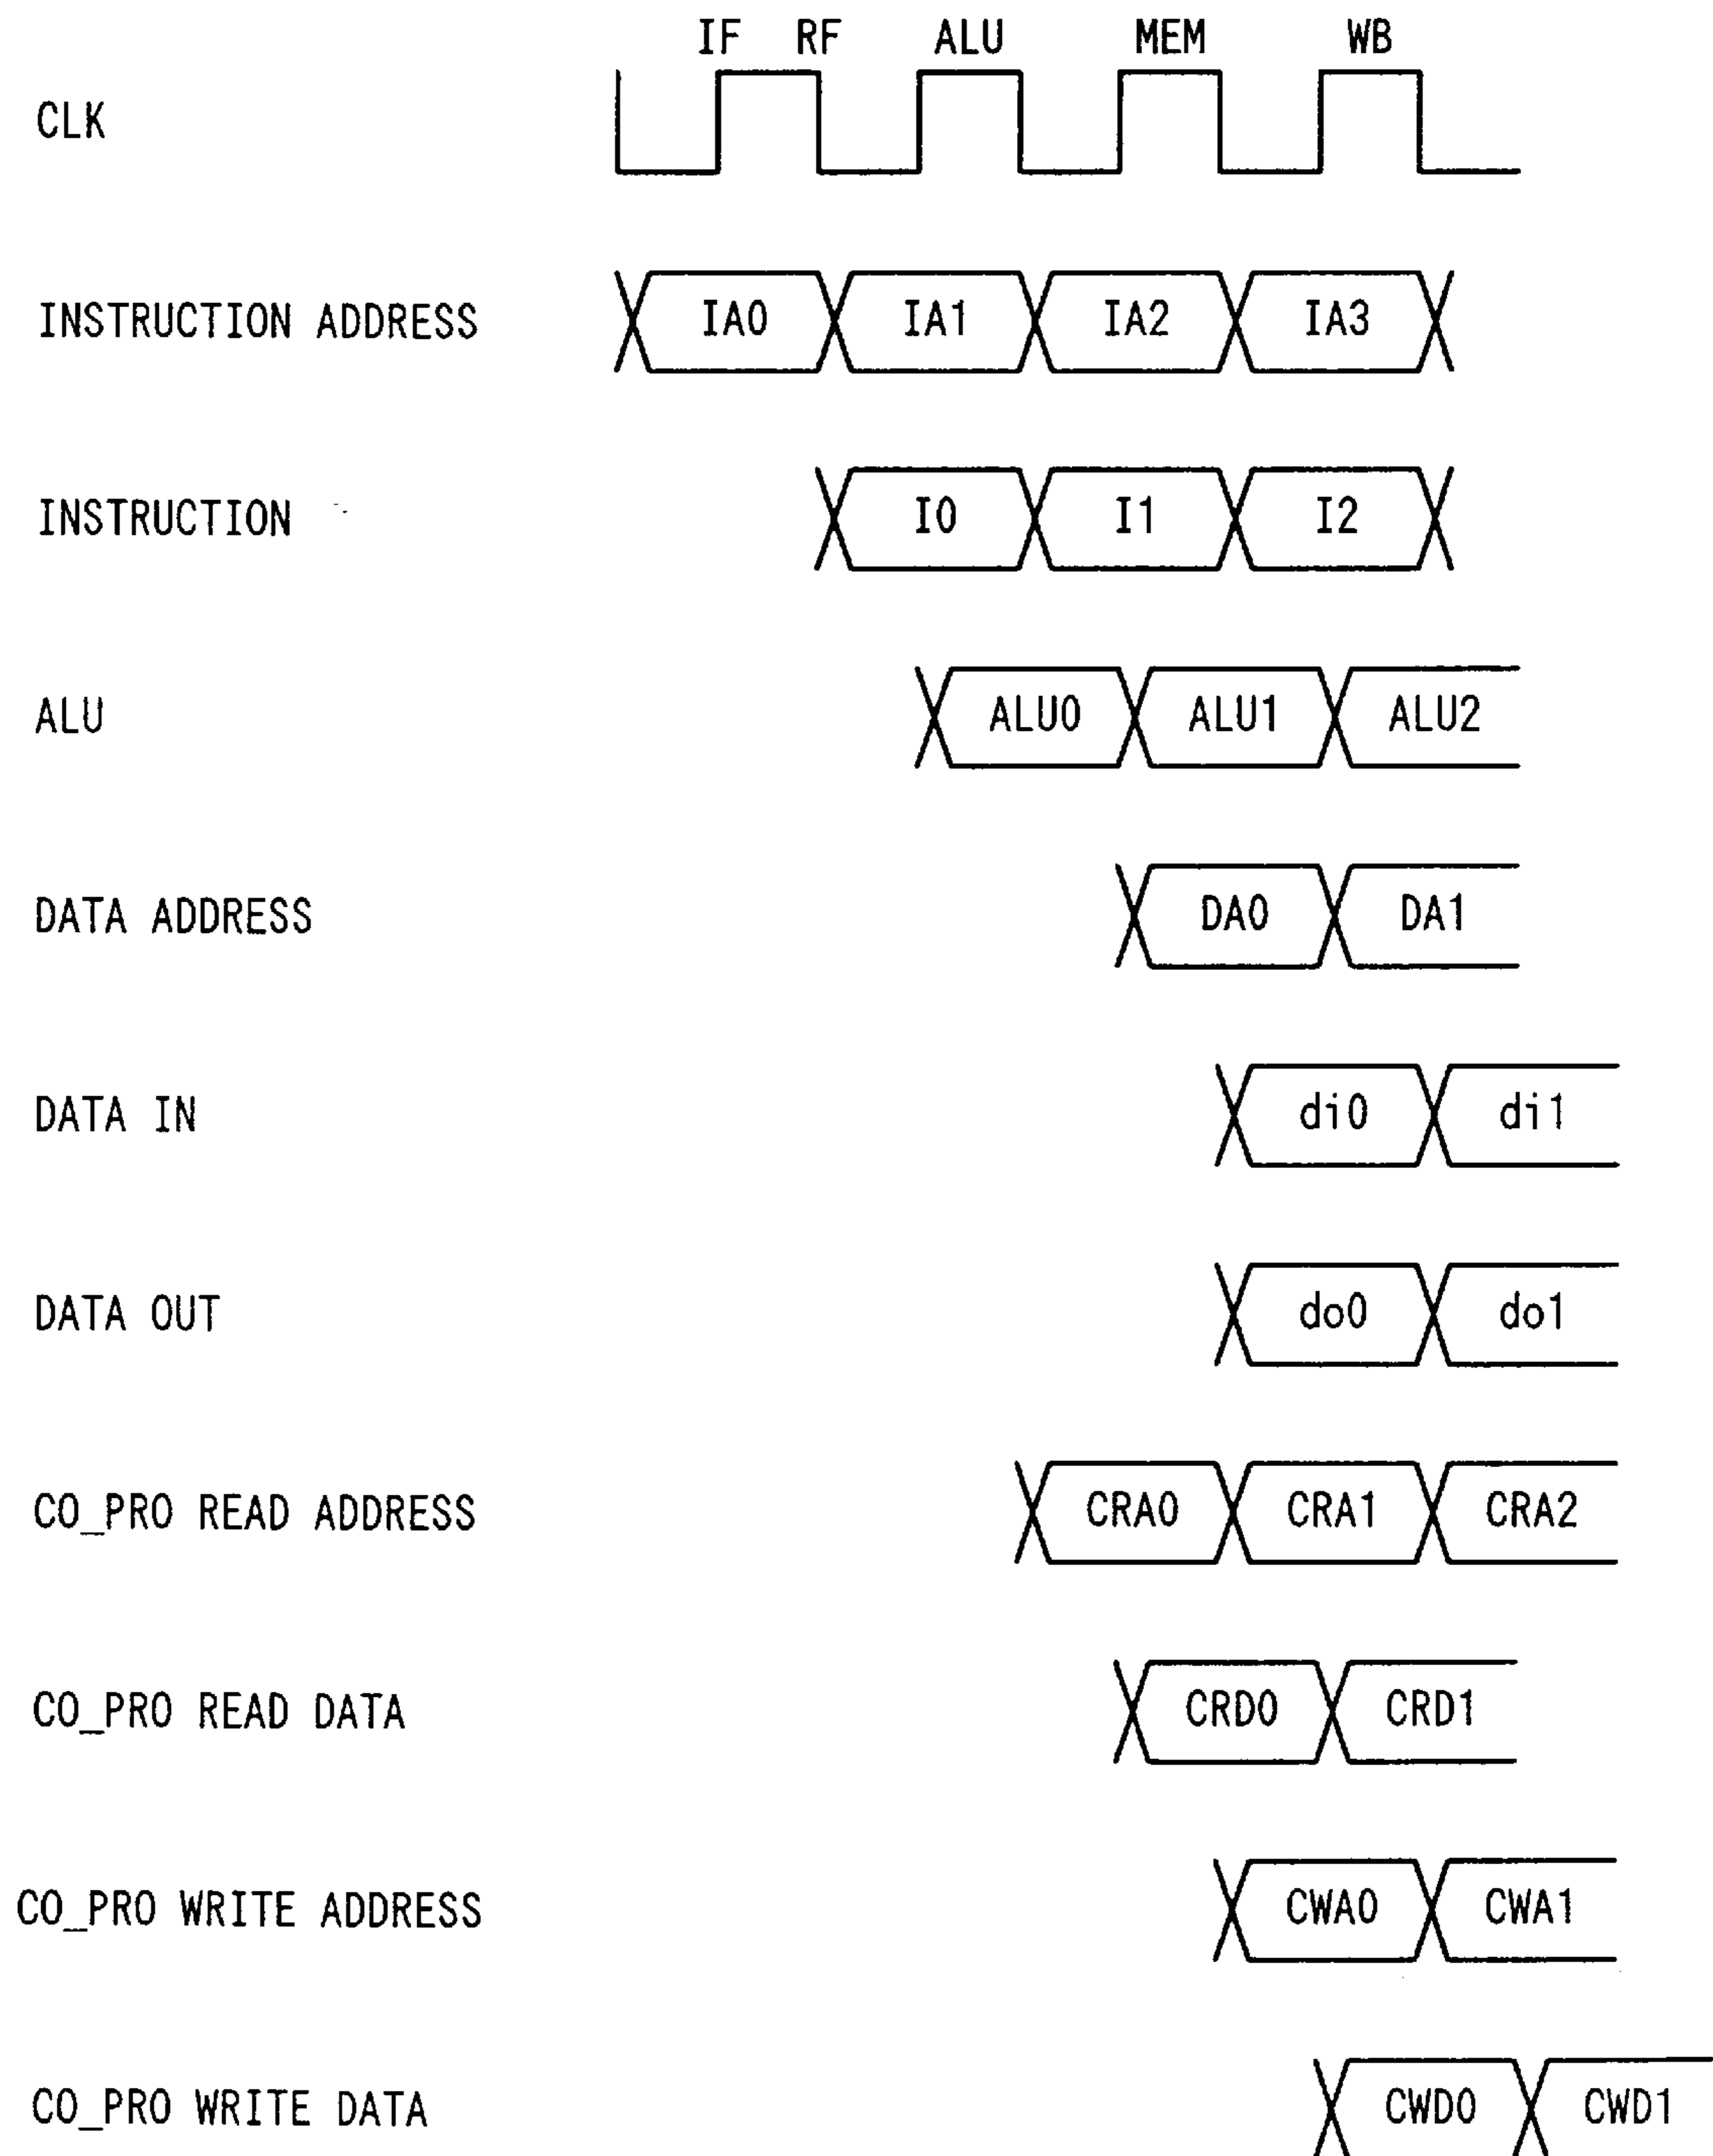 IF RF ALU MEM WB
CLK
INSTRUCTION ADDRESS IA0 IA1 IA2 IA3
INSTRUCTION I0 I1 I2
ALU ALU0 ALU1 ALU2
DATA ADDRESS DA0 DA1
DATA IN di0 di1
DATA OUT do0 do1
CO_PRO READ ADDRESS CRA0 CRA1 CRA2
CO_PRO READ DATA CRD0 CRD1
CO_PRO WRITE ADDRESS CWA0 CWA1
CO_PRO WRITE DATA CWD0 CWD1